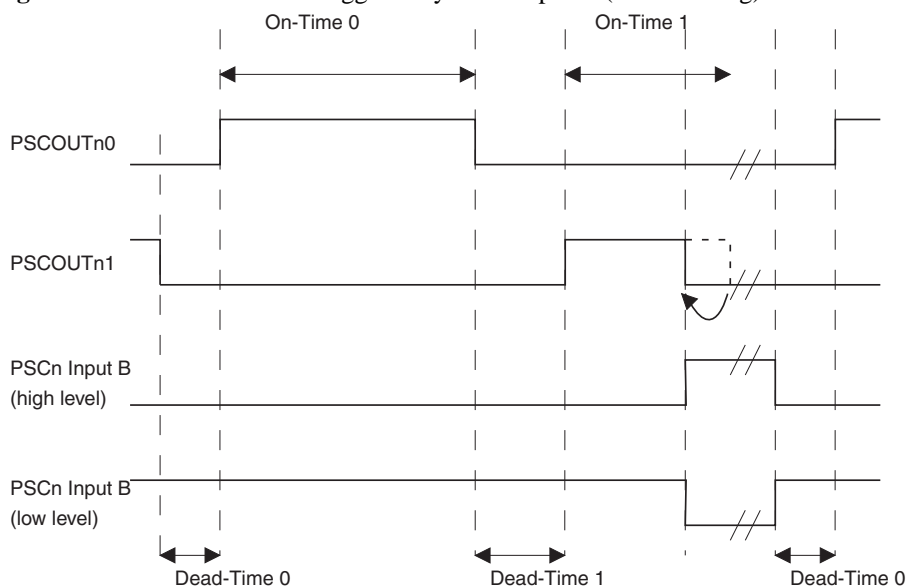 On-Time 0
On-Time 1
PSCOUTn0
PSCOUTn1
PSCn Input B
(high level)
PSCn Input B
(low level)
Dead-Time 0
Dead-Time 1
Dead-Time 0